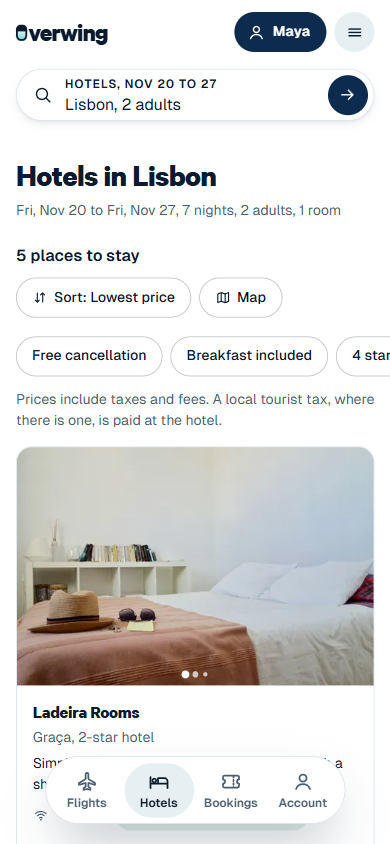 overwing
Maya
HOTELS, NOV 20 TO 27
Lisbon, 2 adults
Hotels in Lisbon
Fri, Nov 20 to Fri, Nov 27, 7 nights, 2 adults, 1 room
5 places to stay
Sort: Lowest price
Map
Free cancellation
Breakfast included
4 star
Prices include taxes and fees. A local tourist tax, where
there is one, is paid at the hotel.
Ladeira Rooms
Graça, 2-star hotel
a
Flights
Hotels
Bookings
Account